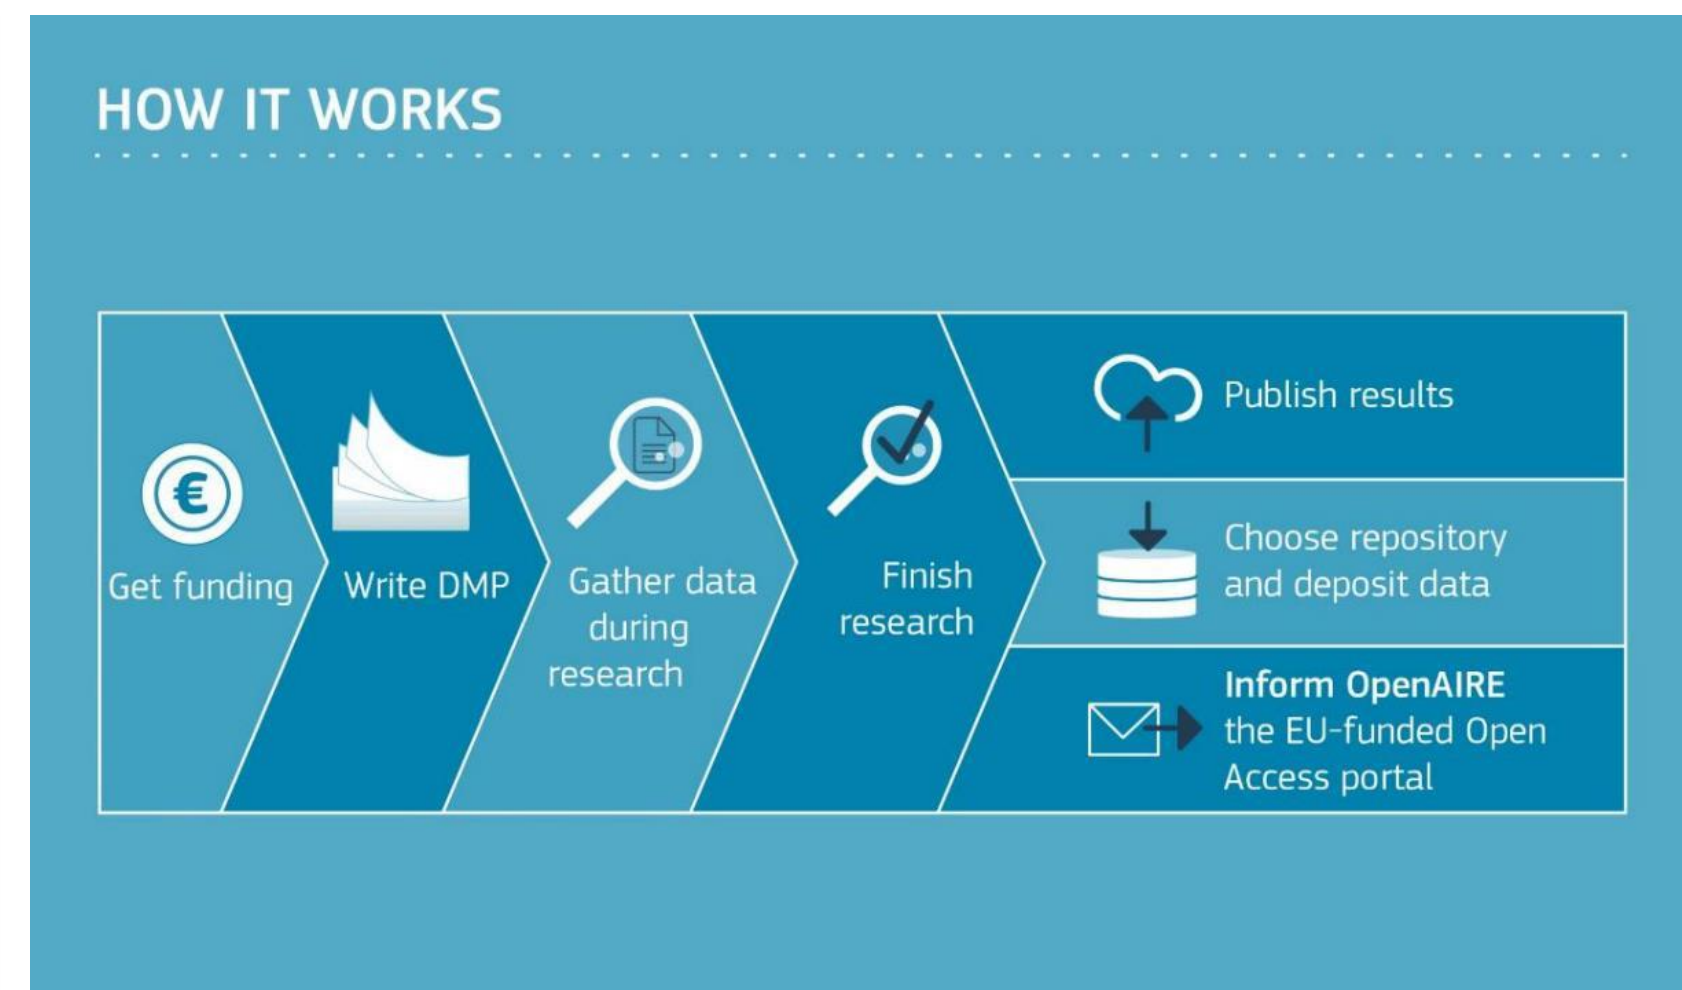 HOW IT WORKS
Get funding
Write DMP
Gather data
during
research
Finish
research
Publish results
Choose repository
and deposit data
Inform OpenAIRE
the EU-funded Open
Access portal